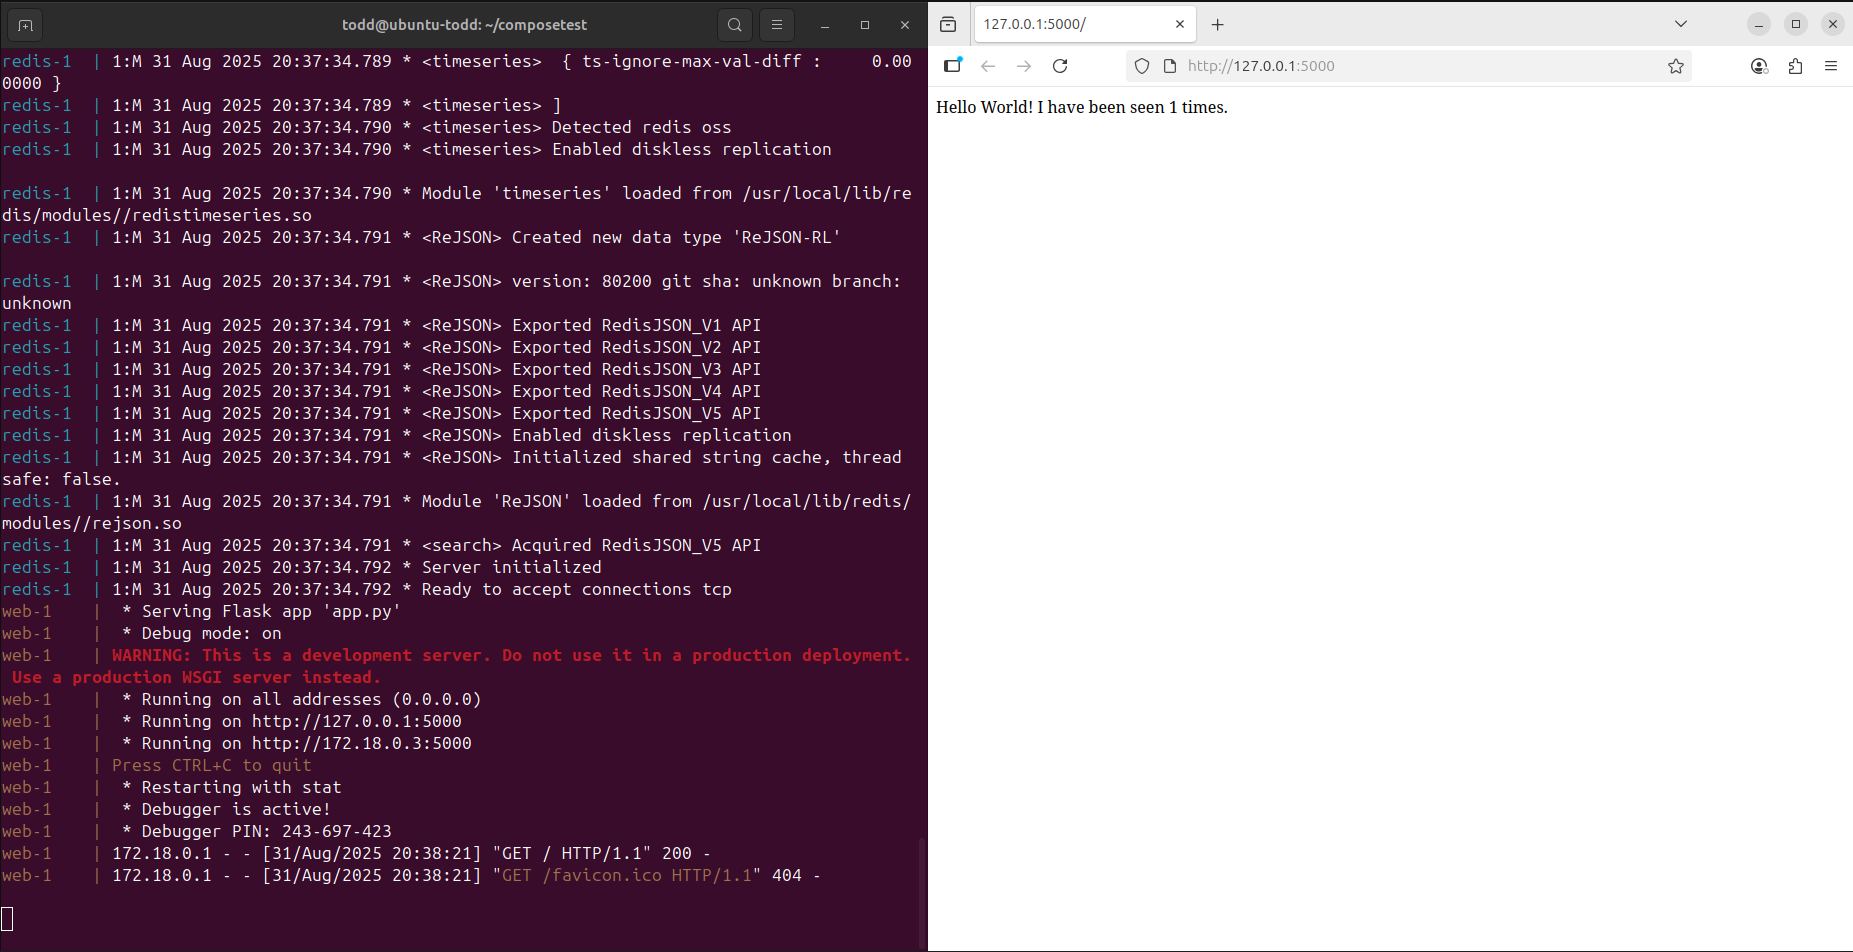 todd@ubuntu-todd: ~/composetest
redis-1  | 1:M 31 Aug 2025 20:37:34.789 * <timeseries>  { ts-ignore-max-val-diff :     0.00
0000 }
redis-1  | 1:M 31 Aug 2025 20:37:34.789 * <timeseries> ]
redis-1  | 1:M 31 Aug 2025 20:37:34.790 * <timeseries> Detected redis oss
redis-1  | 1:M 31 Aug 2025 20:37:34.790 * <timeseries> Enabled diskless replication
redis-1  | 1:M 31 Aug 2025 20:37:34.790 * Module 'timeseries' loaded from /usr/local/lib/re
dis/modules//redistimeseries.so
redis-1  | 1:M 31 Aug 2025 20:37:34.791 * <ReJSON> Created new data type 'ReJSON-RL'
redis-1  | 1:M 31 Aug 2025 20:37:34.791 * <ReJSON> version: 80200 git sha: unknown branch:
unknown
redis-1  | 1:M 31 Aug 2025 20:37:34.791 * <ReJSON> Exported RedisJSON_V1 API
redis-1  | 1:M 31 Aug 2025 20:37:34.791 * <ReJSON> Exported RedisJSON_V2 API
redis-1  | 1:M 31 Aug 2025 20:37:34.791 * <ReJSON> Exported RedisJSON_V3 API
redis-1  | 1:M 31 Aug 2025 20:37:34.791 * <ReJSON> Exported RedisJSON_V4 API
redis-1  | 1:M 31 Aug 2025 20:37:34.791 * <ReJSON> Exported RedisJSON_V5 API
redis-1  | 1:M 31 Aug 2025 20:37:34.791 * <ReJSON> Enabled diskless replication
redis-1  | 1:M 31 Aug 2025 20:37:34.791 * <ReJSON> Initialized shared string cache, thread
safe: false.
redis-1  | 1:M 31 Aug 2025 20:37:34.791 * Module 'ReJSON' loaded from /usr/local/lib/redis/
modules//rejson.so
redis-1  | 1:M 31 Aug 2025 20:37:34.791 * <search> Acquired RedisJSON_V5 API
redis-1  | 1:M 31 Aug 2025 20:37:34.792 * Server initialized
redis-1  | 1:M 31 Aug 2025 20:37:34.792 * Ready to accept connections tcp
web-1    |  * Serving Flask app 'app.py'
web-1    |  * Debug mode: on
web-1    | WARNING: This is a development server. Do not use it in a production deployment.
 Use a production WSGI server instead.
web-1    |  * Running on all addresses (0.0.0.0)
web-1    |  * Running on http://127.0.0.1:5000
web-1    |  * Running on http://172.18.0.3:5000
web-1    | Press CTRL+C to quit
web-1    |  * Restarting with stat
web-1    |  * Debugger is active!
web-1    |  * Debugger PIN: 243-697-423
web-1    | 172.18.0.1 - - [31/Aug/2025 20:38:21] "GET / HTTP/1.1" 200 -
web-1    | 172.18.0.1 - - [31/Aug/2025 20:38:21] "GET /favicon.ico HTTP/1.1" 404 -
127.0.0.1:5000/
http://127.0.0.1:5000
Hello World! I have been seen 1 times.